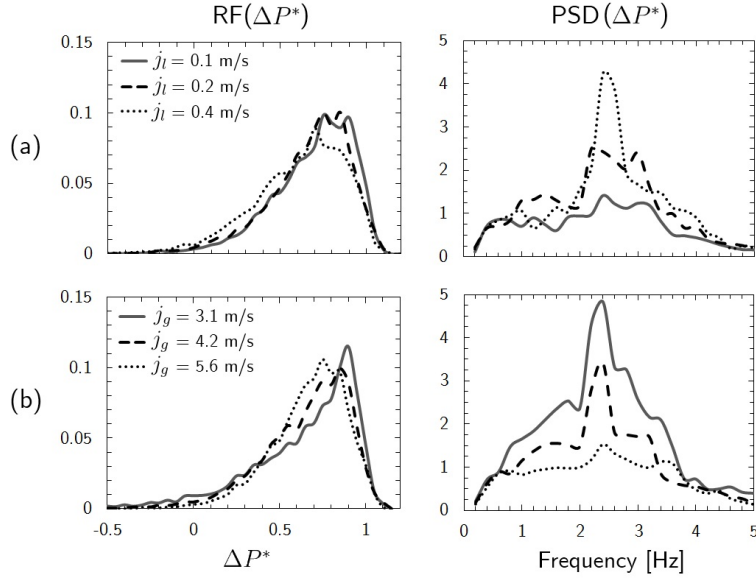 RF(ΔP*)
PSD(ΔP*)
(a)
0.15
0.1
0.05
0
j_l = 0.1 m/s
j_l = 0.2 m/s
j_l = 0.4 m/s
5
4
3
2
1
0
(b)
0.15
0.1
0.05
0
j_g = 3.1 m/s
j_g = 4.2 m/s
j_g = 5.6 m/s
-0.5 0 0.5 1
ΔP*
5
4
3
2
1
0
0 1 2 3 4 5
Frequency [Hz]